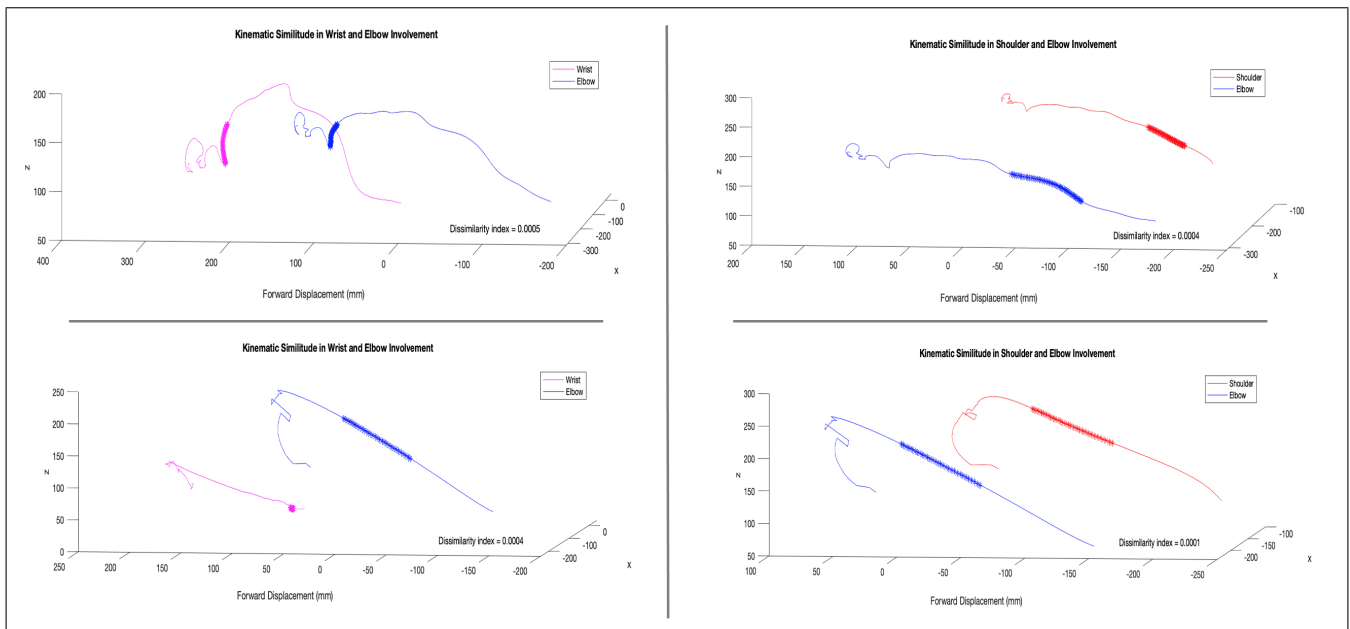 Kinematic Similitude in Wrist and Elbow Involvement
Wrist
Elbow
200
150
100
50
z
400
300
200
100
0
-100
-200
0
-100
-200
-300
X
Dissimilarity index = 0.0005
Forward Displacement (mm)
Kinematic Similitude in Shoulder and Elbow Involvement
Shoulder
Elbow
300
250
200
150
100
50
z
200
150
100
50
0
-50
-100
-150
-200
-250
-100
-200
-300
X
Dissimilarity index = 0.0004
Forward Displacement (mm)
Kinematic Similitude in Wrist and Elbow Involvement
Wrist
Elbow
250
200
150
100
50
0
z
250
200
150
100
50
0
-50
-100
-150
-200
0
-100
-200
X
Dissimilarity index = 0.0004
Forward Displacement (mm)
Kinematic Similitude in Shoulder and Elbow Involvement
Shoulder
Elbow
300
250
200
150
100
50
z
100
50
0
-50
-100
-150
-200
-250
-100
-150
-200
X
Dissimilarity index = 0.0001
Forward Displacement (mm)